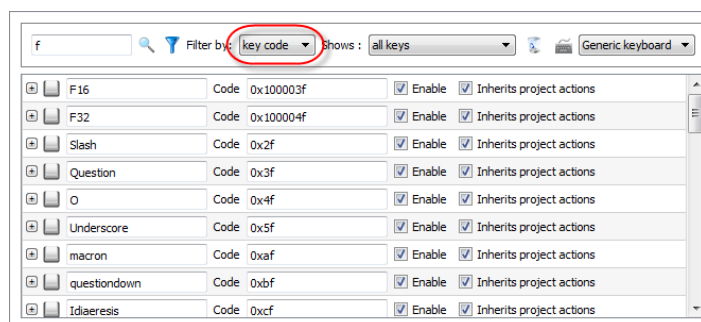 f Filter by: key code Shows : all keys Generic keyboard
F16 Code 0x100003f Enable Inherits project actions
F32 Code 0x100004f Enable Inherits project actions
Slash Code 0x2f Enable Inherits project actions
Question Code 0x3f Enable Inherits project actions
O Code 0x4f Enable Inherits project actions
Underscore Code 0x5f Enable Inherits project actions
macron Code 0xaf Enable Inherits project actions
questiondown Code 0xbf Enable Inherits project actions
Idiaeresis Code 0xcf Enable Inherits project actions